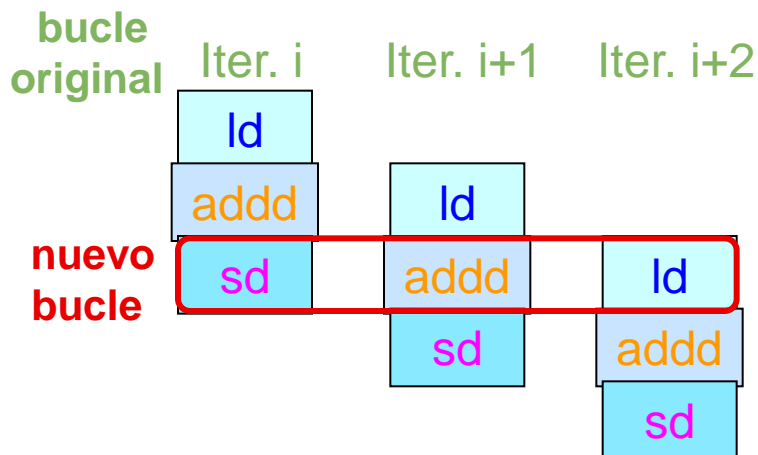 bucle
original
Iter. i
Iter. i+1
Iter. i+2
ld
addd
ld
nuevo
bucle
sd
addd
ld
sd
addd
sd